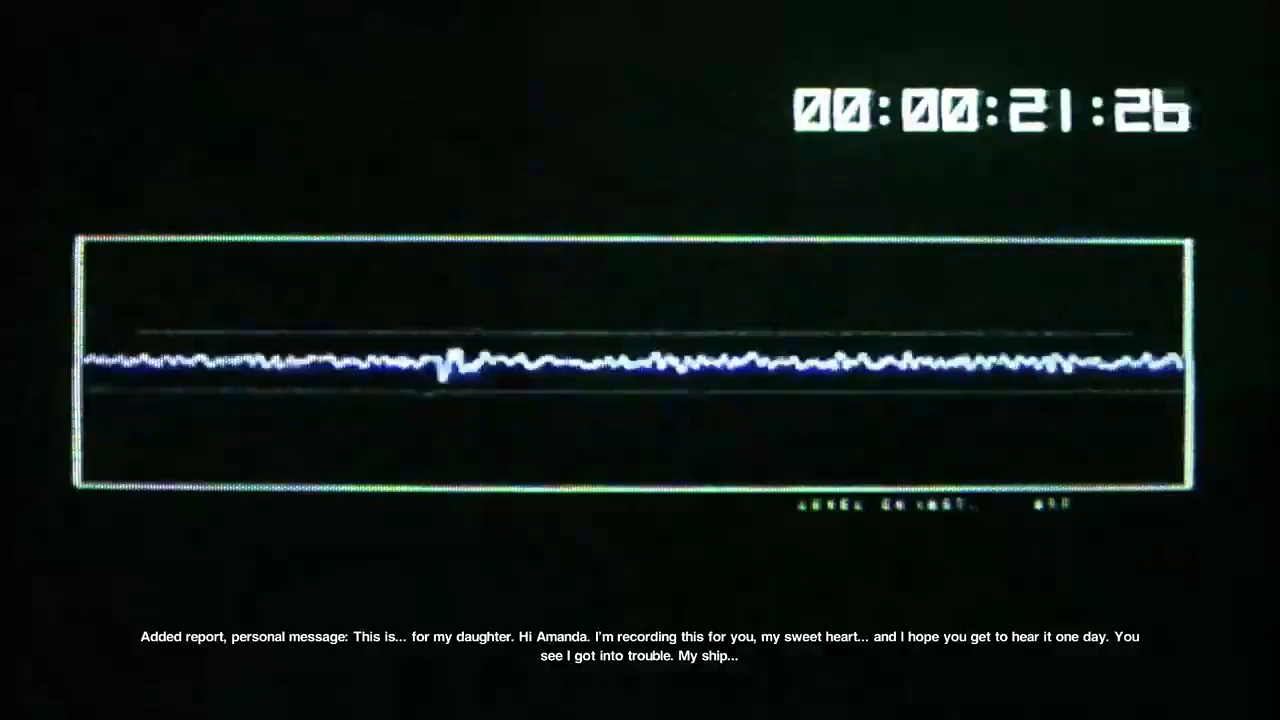 00:00:21:26
Added report, personal message: This is... for my daughter. Hi Amanda. I'm recording this for you, my sweet heart... and I hope you get to hear it one day. You
see I got into trouble. My ship...